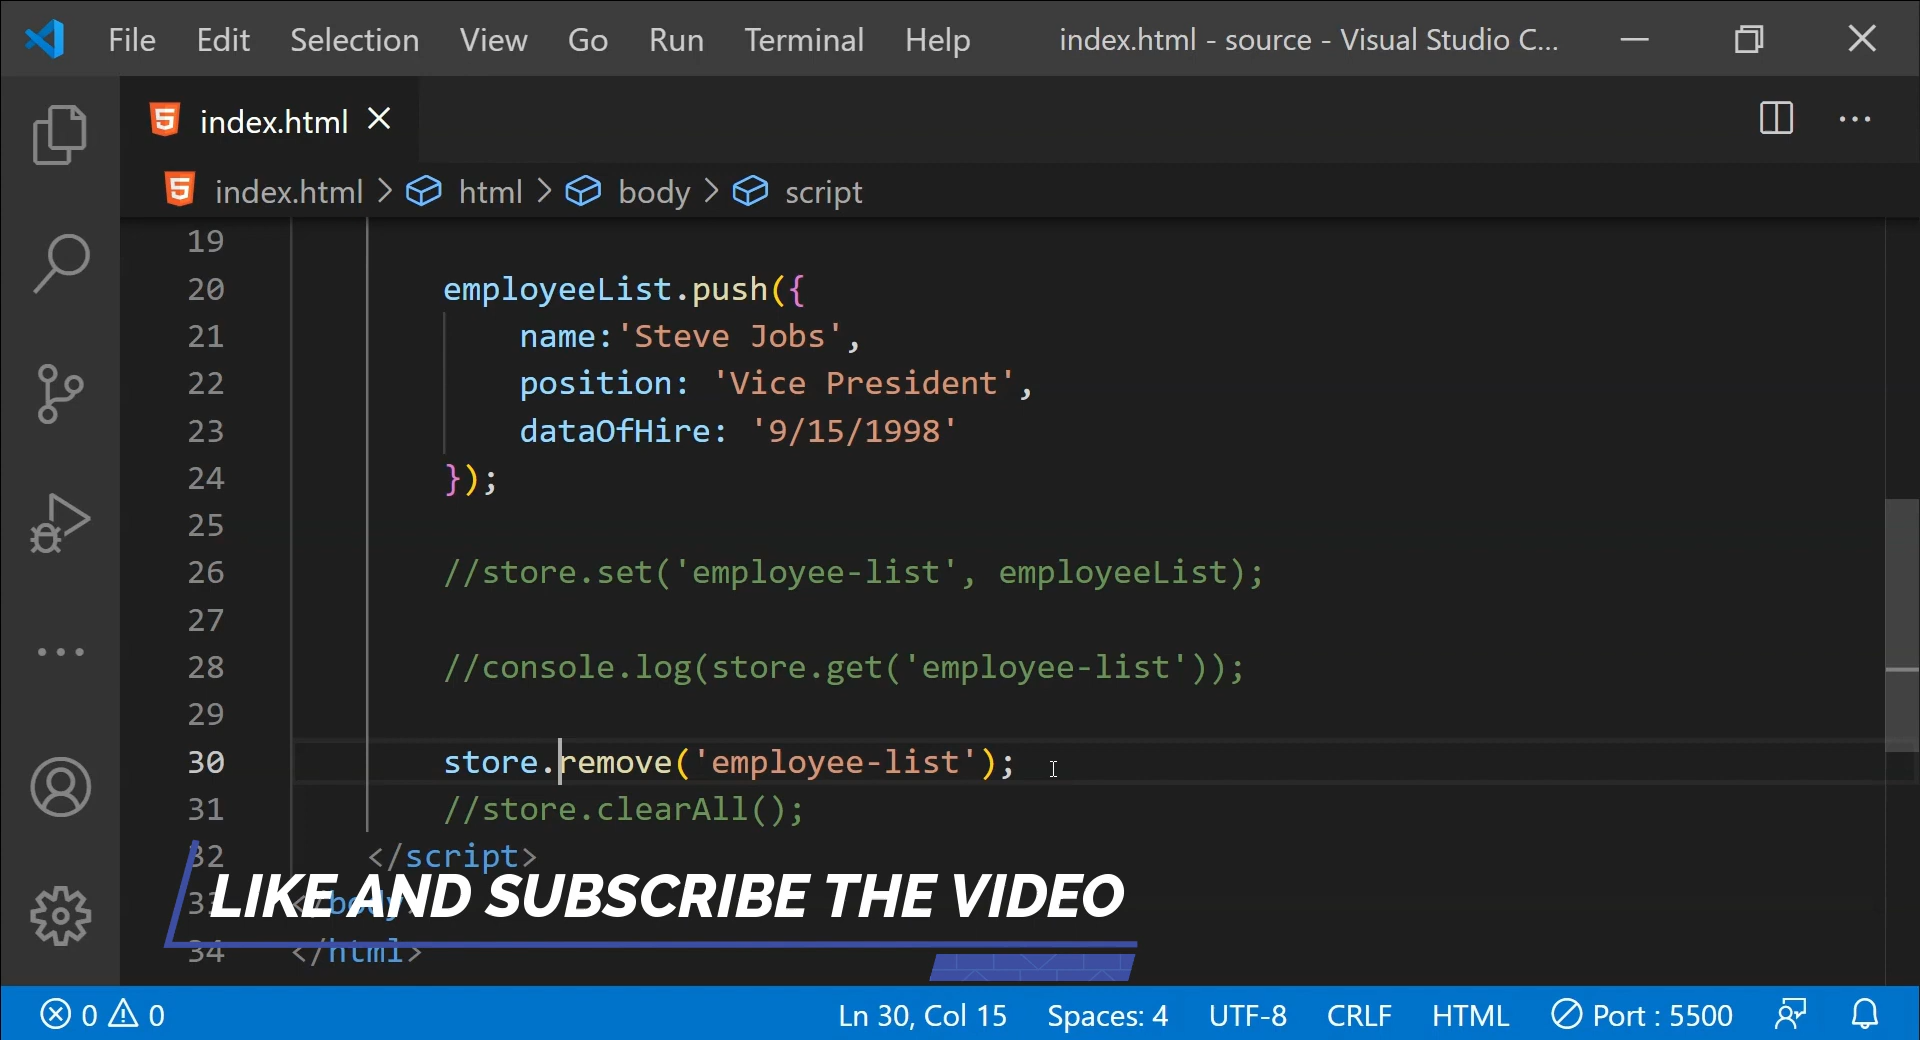 File Edit Selection View Go Run Terminal Help index.html - source - Visual Studio C...
index.html
index.html > html > body > script
19
20 employeeList.push({
21 name:'Steve Jobs',
22 position: 'Vice President',
23 dataOfHire: '9/15/1998'
24 });
25
26 //store.set('employee-list', employeeList);
27
28 //console.log(store.get('employee-list'));
29
30 store.remove('employee-list');
31 //store.clearAll();
32 </script>
33 </body>
LIKE AND SUBSCRIBE THE VIDEO
34 </html>
0 0 Ln 30, Col 15 Spaces: 4 UTF-8 CRLF HTML Port : 5500